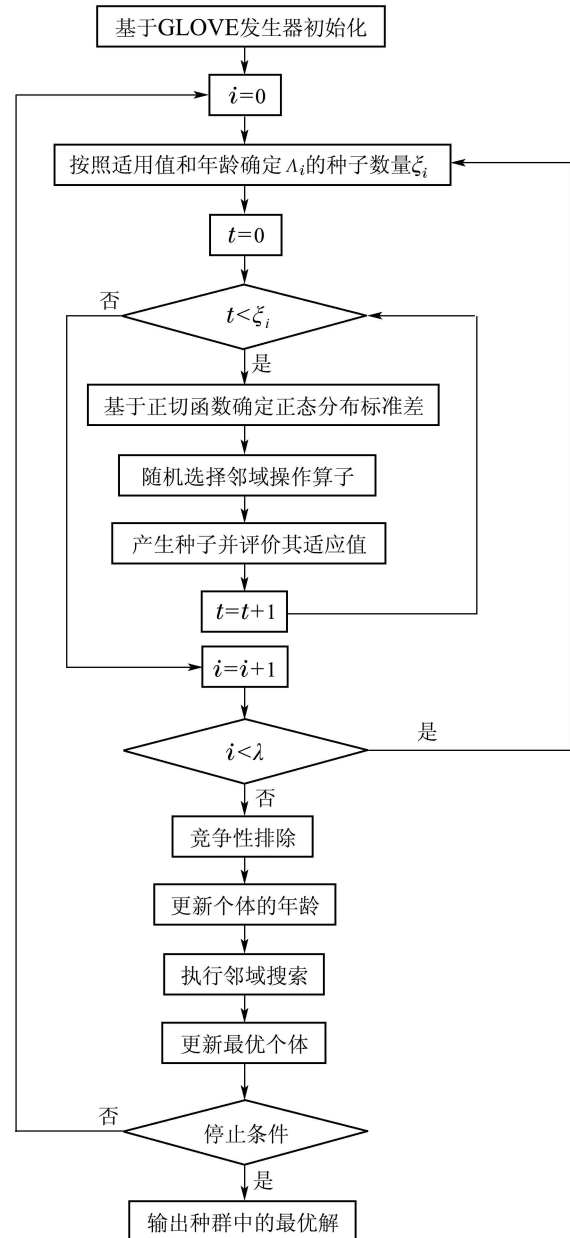 基于GLOVE发生器初始化
i=0
按照适用值和年龄确定Λi的种子数量ξi
t=0
否
t<ξi
是
基于正切函数确定正态分布标准差
随机选择邻域操作算子
产生种子并评价其适应值
t=t+1
i=i+1
i<λ
是
否
竞争性排除
更新个体的年龄
执行邻域搜索
更新最优个体
否
停止条件
是
输出种群中的最优解